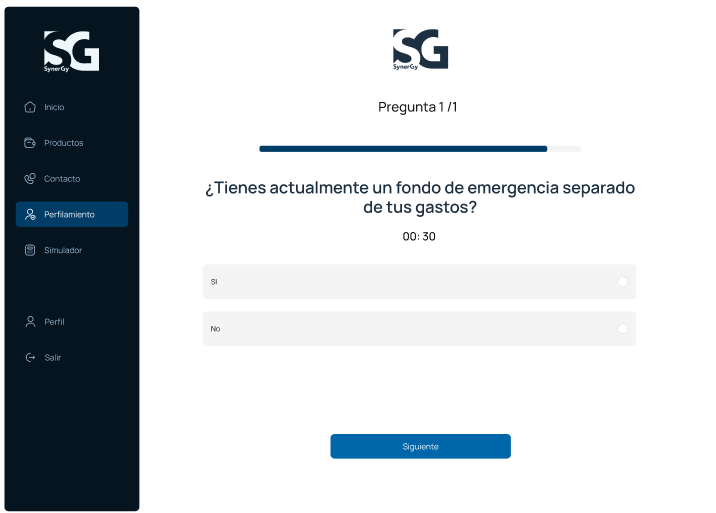 SG
SynerGy
Inicio
Productos
Contacto
Perfilamiento
Simulador
Perfil
Salir
SG
SynerGy
Pregunta 1 /1
¿Tienes actualmente un fondo de emergencia separado
de tus gastos?
00: 30
SI
No
Siguiente